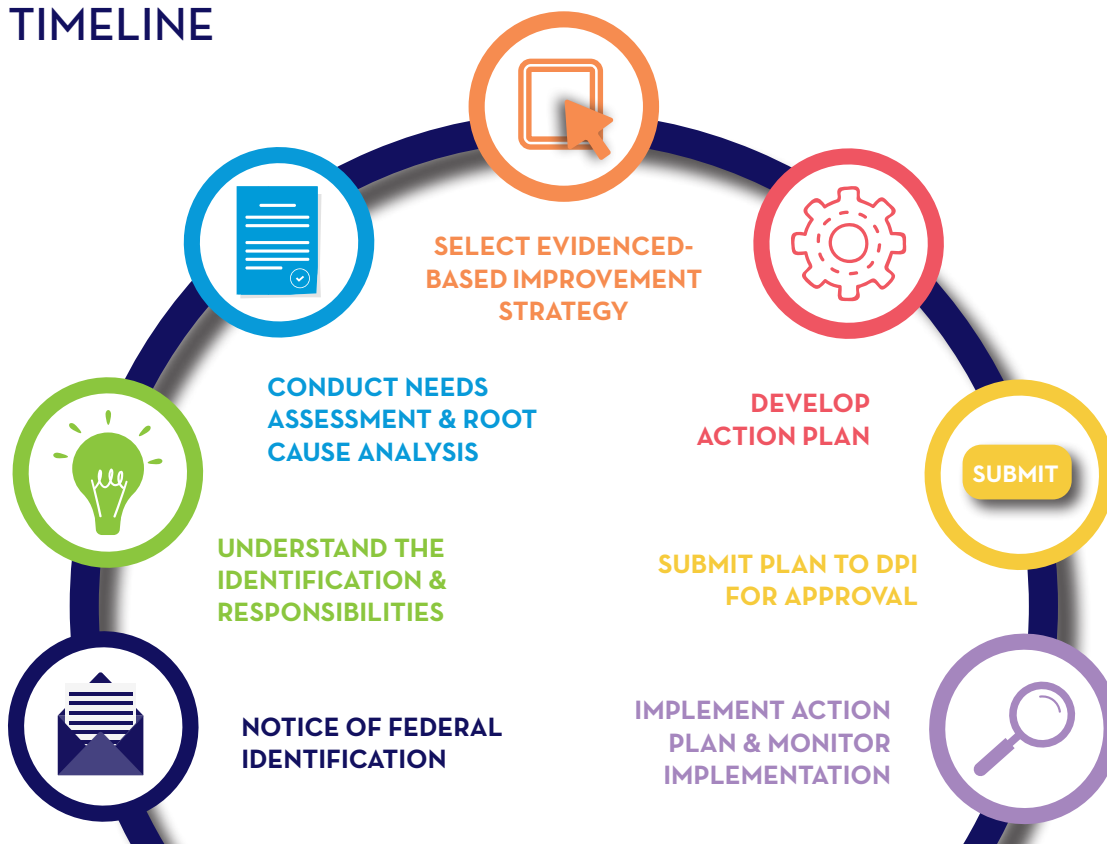 TIMELINE
SELECT EVIDENCED-
BASED IMPROVEMENT
STRATEGY
CONDUCT NEEDS
ASSESSMENT & ROOT
CAUSE ANALYSIS
DEVELOP
ACTION PLAN
SUBMIT
UNDERSTAND THE
IDENTIFICATION &
RESPONSIBILITIES
SUBMIT PLAN TO DPI
FOR APPROVAL
NOTICE OF FEDERAL
IDENTIFICATION
IMPLEMENT ACTION
PLAN & MONITOR
IMPLEMENTATION